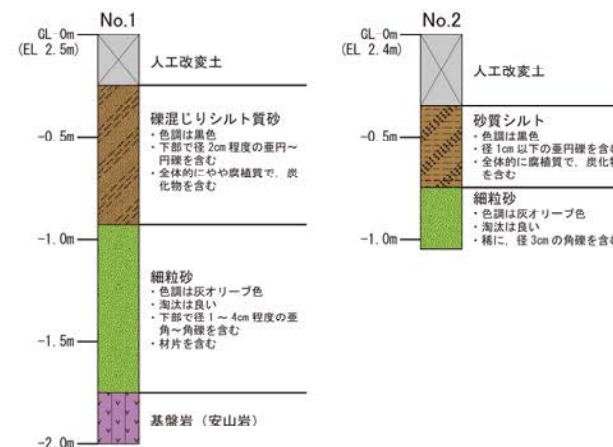 No.1
GL-0m
(EL 2.5m)
人工改変土
礫混じりシルト質砂
・色調は黒色
・下部で径2cm程度の亜円～
円礫を含む
・全体的にやや腐植質で、炭
化物を含む
-0.5m
-1.0m
細粒砂
・色調は灰オリーブ色
・淘汰は良い
・下部で径1～4cm程度の亜
角～角礫を含む
・材片を含む
-1.5m
基盤岩（安山岩）
-2.0m
No.2
GL-0m
(EL 2.4m)
人工改変土
砂質シルト
・色調は黒色
・径1cm以下の亜円礫を含む
・全体的に腐植質で、炭化物
を含む
-0.5m
細粒砂
・色調は灰オリーブ色
・淘汰は良い
・稀に、径3cmの角礫を含む
-1.0m